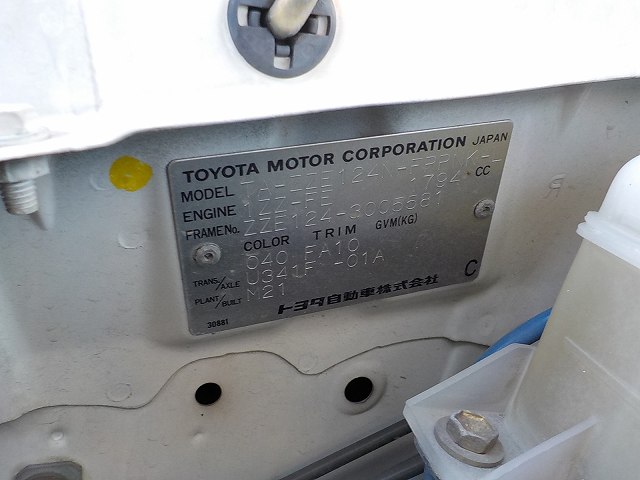 TOYOTA MOTOR CORPORATION JAPAN
MODEL
ENGINE 1ZZ-FE 1794 CC
FRAME No. ZZE124-3005581
COLOR TRIM GVM(KG)
040 FA10
TRANS/AXLE U341F -01A
PLANT/BUILT M21
トヨタ自動車株式会社 C
30881